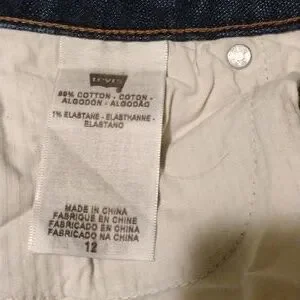 Levi's
99% COTTON - COTON -
ALGODÓN - ALGODÃO
1% ELASTANE - ELASTHANNE -
ELASTANO
MADE IN CHINA
FABRIQUE EN CHINE
FABRICADO EN CHINA
FABRICADO NA CHINA
12